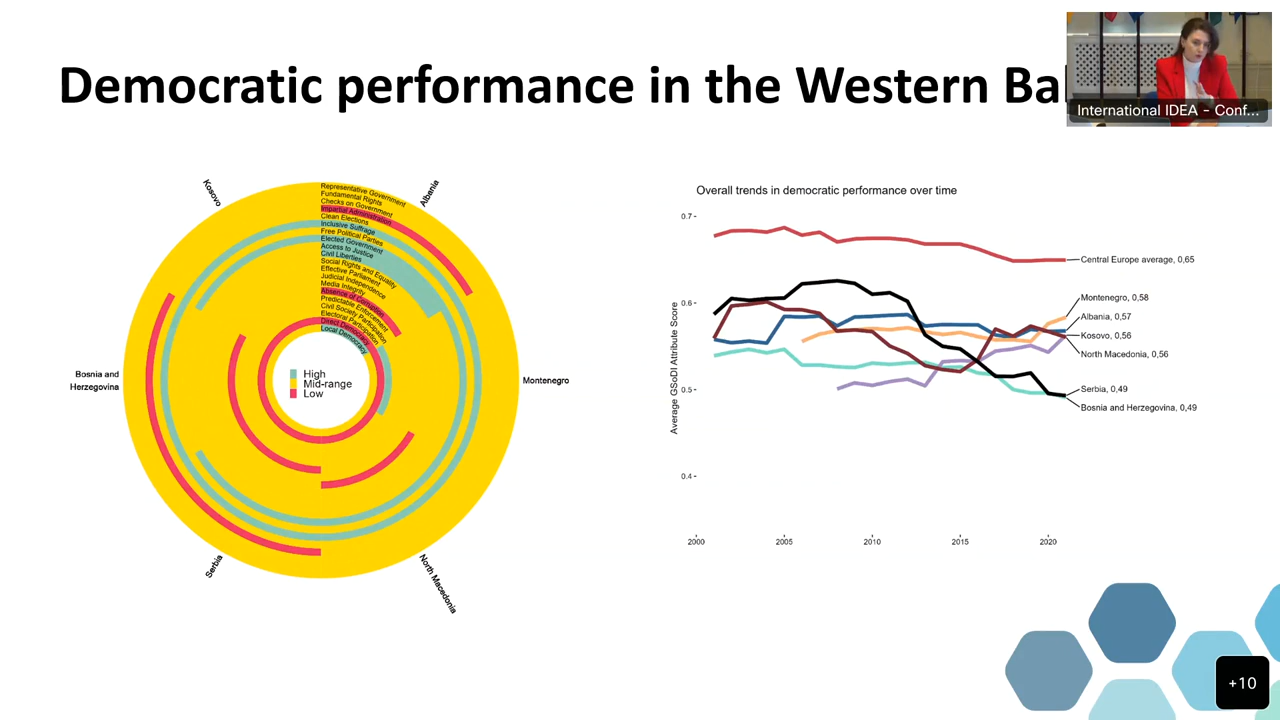 Democratic performance in the Western Ba
International IDEA - Conf...
Kosovo
Albania
Representative Government
Fundamental Rights
Checks on Government
Impartial Administration
Clean Elections
Inclusive Suffrage
Free Political Parties
Elected Government
Access to Justice
Civil Liberties
Social Rights and Equality
Effective Parliament
Judicial Independence
Media Integrity
Absence of Corruption
Predictable Enforcement
Civil Society Participation
Electoral Participation
Direct Democracy
Local Democracy
High
Mid-range
Low
Bosnia and
Herzegovina
Montenegro
Serbia
North Macedonia
Overall trends in democratic performance over time
Average GSoDI Attribute Score
0.7
0.6
0.5
0.4
2000
2005
2010
2015
2020
Central Europe average, 0,65
Montenegro, 0,58
Albania, 0,57
Kosovo, 0,56
North Macedonia, 0,56
Serbia, 0,49
Bosnia and Herzegovina, 0,49
+10